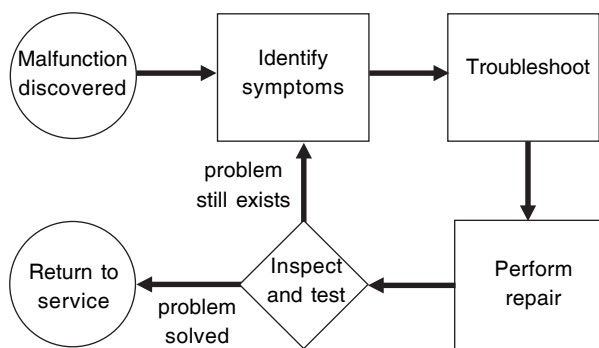 Malfunction
discovered
Identify
symptoms
Troubleshoot
problem
still exists
Return to
service
problem
solved
Inspect
and test
Perform
repair